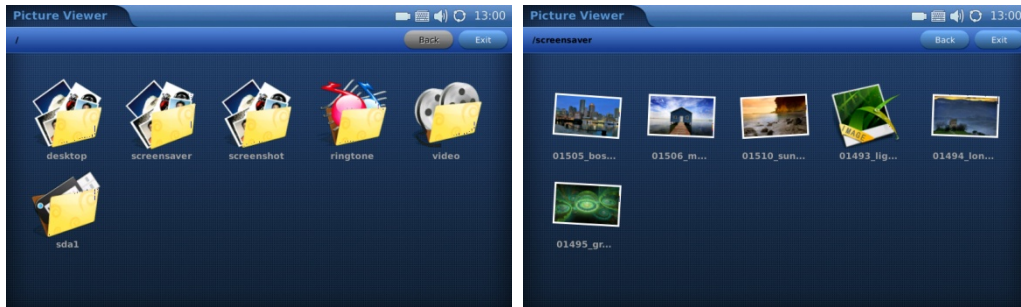 Picture Viewer 13:00
/ Back Exit
desktop screensaver screenshot ringtone video
sda1
Picture Viewer 13:00
/screensaver Back Exit
01505_bos... 01506_m... 01510_sun... 01493_lig... 01494_lon...
IMAGE
01495_gr...